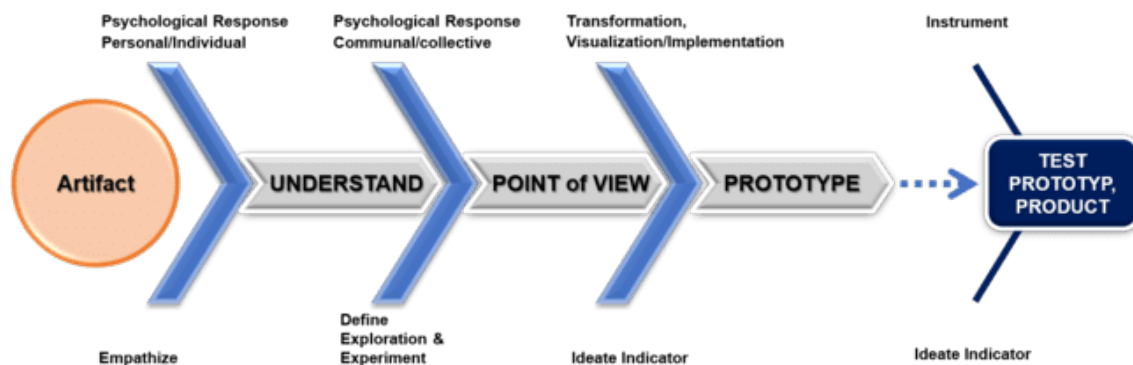 Psychological Response
Personal/Individual
Psychological Response
Communal/collective
Transformation,
Visualization/Implementation
Instrument
Artifact
UNDERSTAND
POINT of VIEW
PROTOTYPE
TEST
PROTOTYP,
PRODUCT
Empathize
Define
Exploration &
Experiment
Ideate Indicator
Ideate Indicator